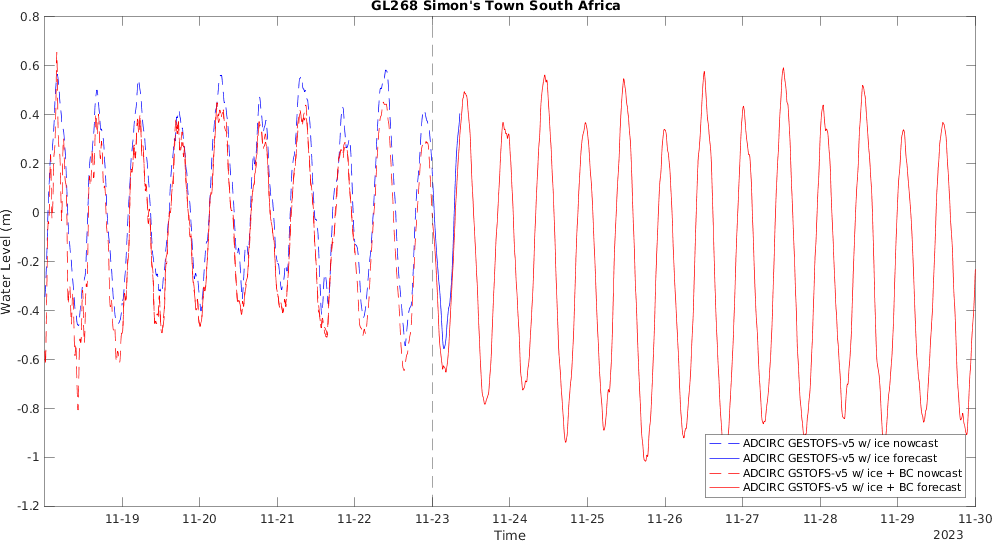 GL268 Simon's Town South Africa
0.8
0.6
0.4
0.2
0
-0.2
-0.4
-0.6
-0.8
-1
-1.2
Water Level (m)
11-19 11-20 11-21 11-22 11-23 11-24 11-25 11-26 11-27 11-28 11-29 11-30
Time
2023
ADCIRC GESTOFS-v5 w/ ice nowcast
ADCIRC GESTOFS-v5 w/ ice forecast
ADCIRC GSTOFS-v5 w/ ice + BC nowcast
ADCIRC GSTOFS-v5 w/ ice + BC forecast